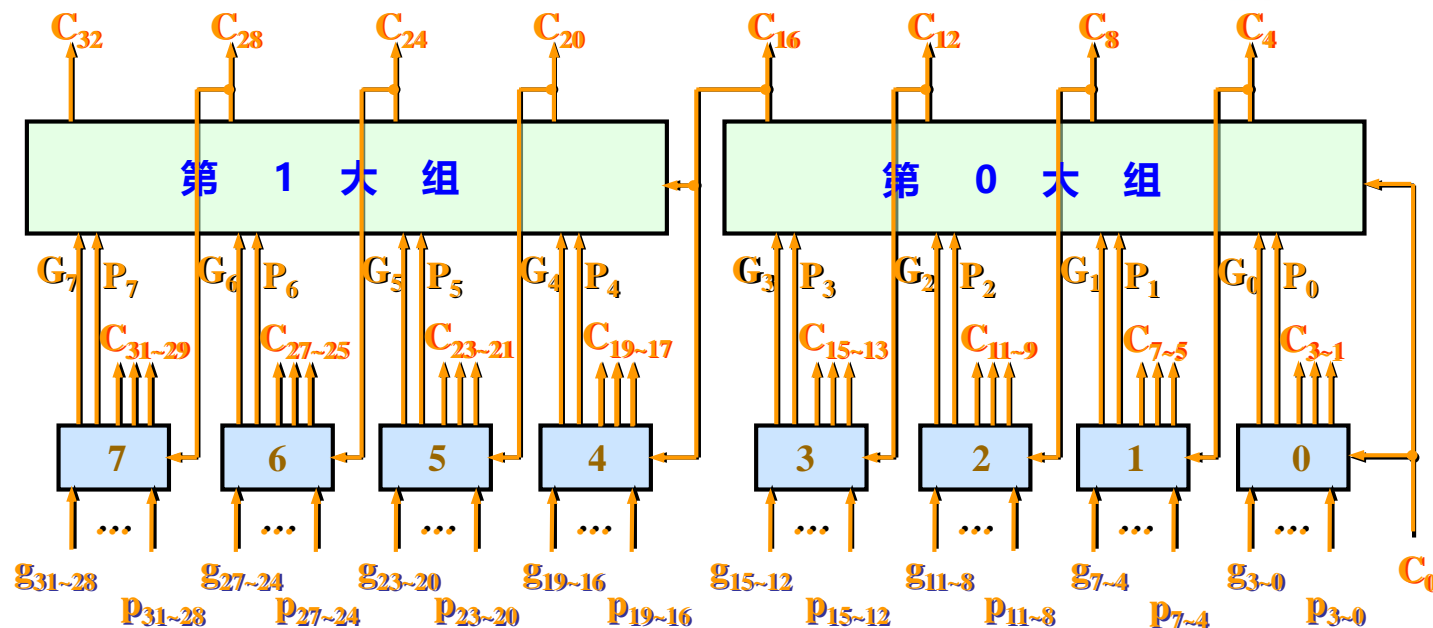 C32 C28 C24 C20 C16 C12 C8 C4
第 1 大 组 第 0 大 组
G7 P7 G6 P6 G5 P5 G4 P4 G3 P3 G2 P2 G1 P1 G0 P0
C31~29 C27~25 C23~21 C19~17 C15~13 C11~9 C7~5 C3~1
7 6 5 4 3 2 1 0
... ... ... ... ... ... ... ...
g31~28 g27~24 g23~20 g19~16 g15~12 g11~8 g7~4 g3~0 C0
p31~28 p27~24 p23~20 p19~16 p15~12 p11~8 p7~4 p3~0